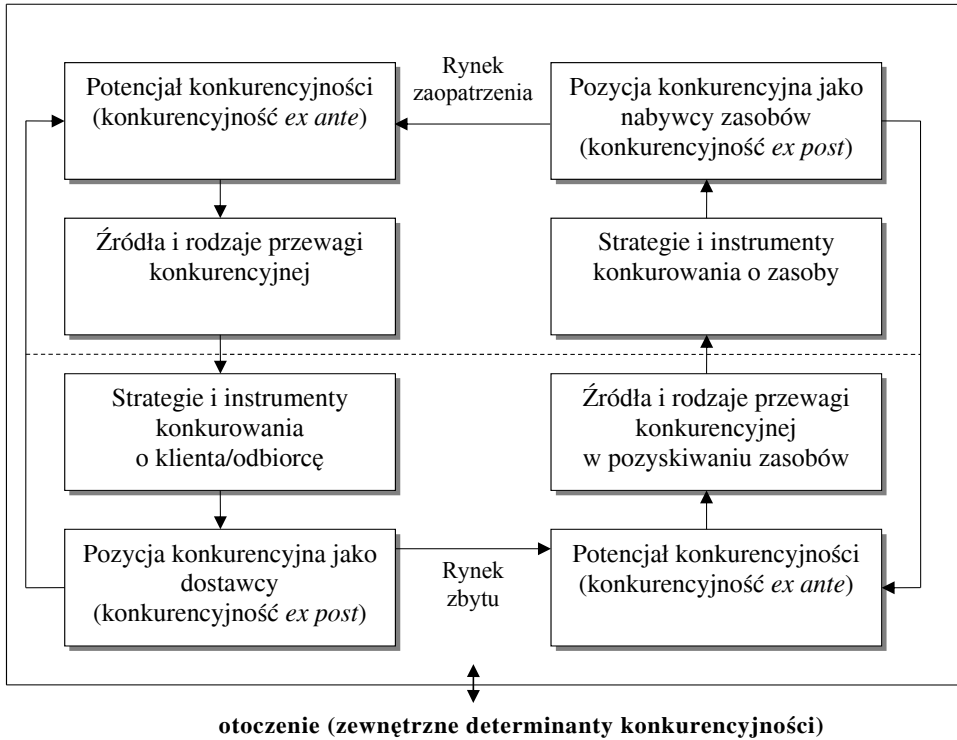 Potencjał konkurencyjności
(konkurencyjność ex ante)
Rynek
zaopatrzenia
Pozycja konkurencyjna jako
nabywcy zasobów
(konkurencyjność ex post)
Źródła i rodzaje przewagi
konkurencyjnej
Strategie i instrumenty
konkurowania o zasoby
Strategie i instrumenty
konkurowania
o klienta/odbiorcę
Źródła i rodzaje przewagi
konkurencyjnej
w pozyskiwaniu zasobów
Pozycja konkurencyjna jako
dostawcy
(konkurencyjność ex post)
Rynek
zbytu
Potencjał konkurencyjności
(konkurencyjność ex ante)
otoczenie (zewnętrzne determinanty konkurencyjności)